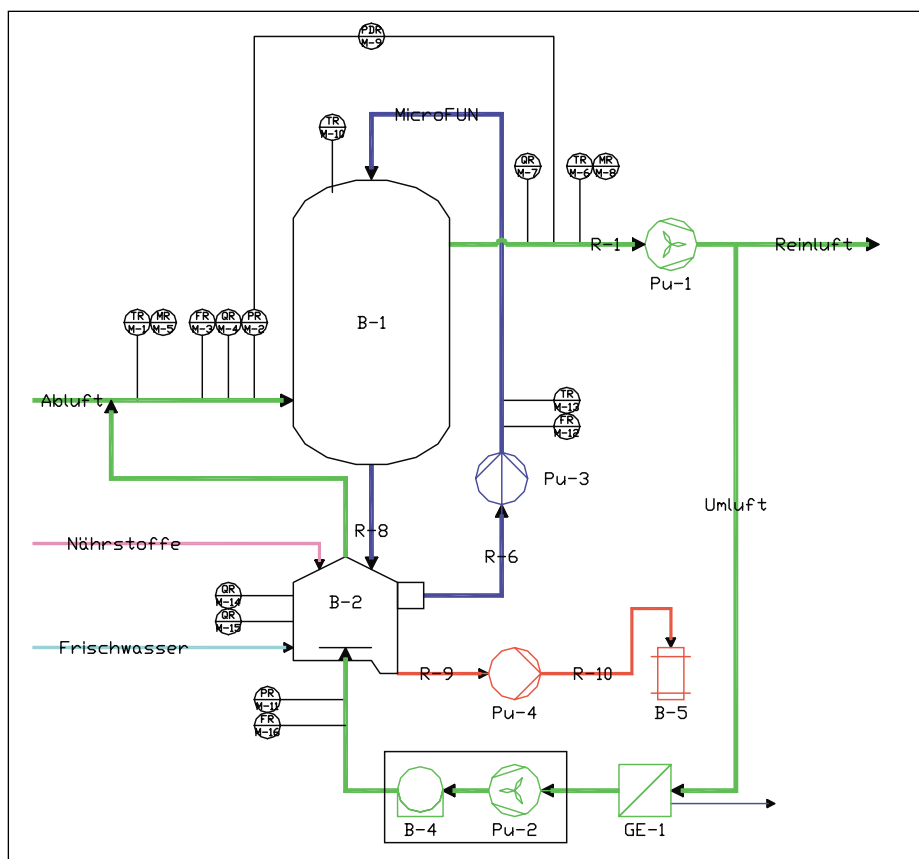 PDR
M-9
MicroFUN
TR
M-10
QR
M-7
TR
M-6
MR
M-8
R-1
Reinluft
Pu-1
TR
M-1
MR
M-5
FR
M-3
QR
M-4
PR
M-2
B-1
Abluft
TR
M-13
FR
M-12
Pu-3
Umluft
R-8
Nährstoffe
R-6
QR
M-14
B-2
QR
M-15
Frischwasser
R-9
R-10
PR
M-11
Pu-4
B-5
FR
M-16
B-4
Pu-2
GE-1